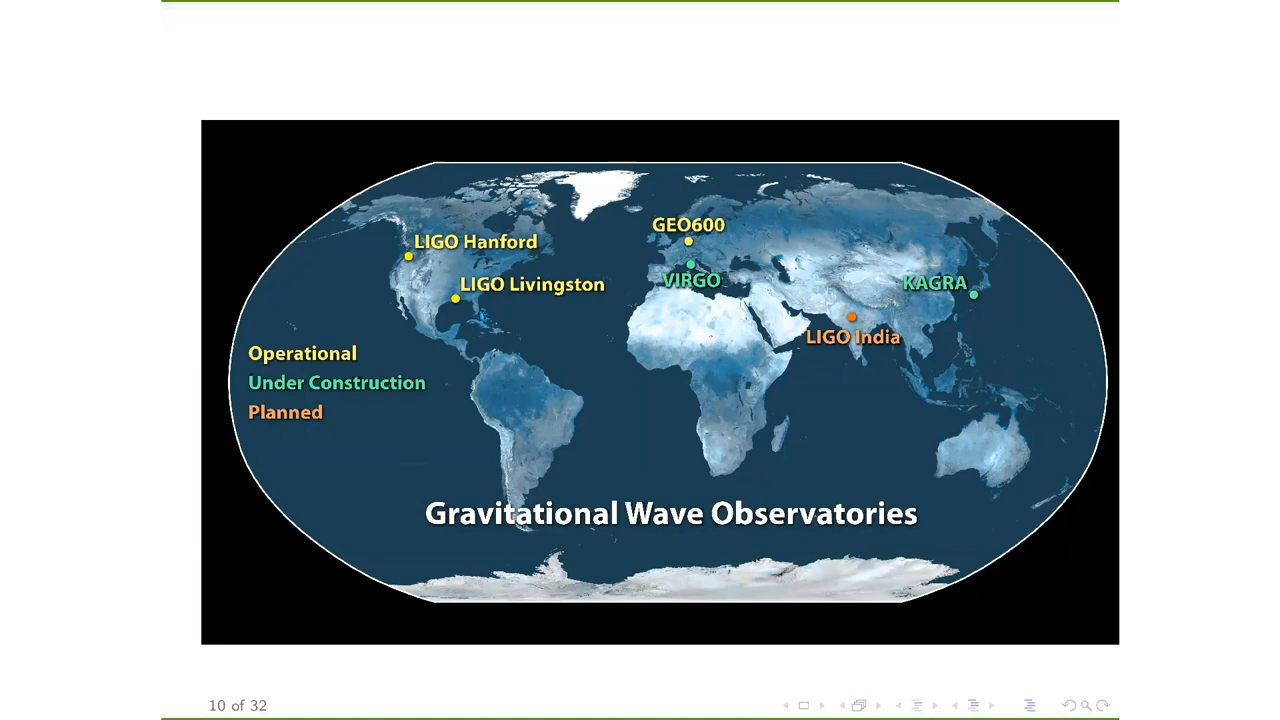 GEO600
LIGO Hanford
VIRGO
KAGRA
LIGO Livingston
LIGO India
Operational
Under Construction
Planned
Gravitational Wave Observatories
10 of 32